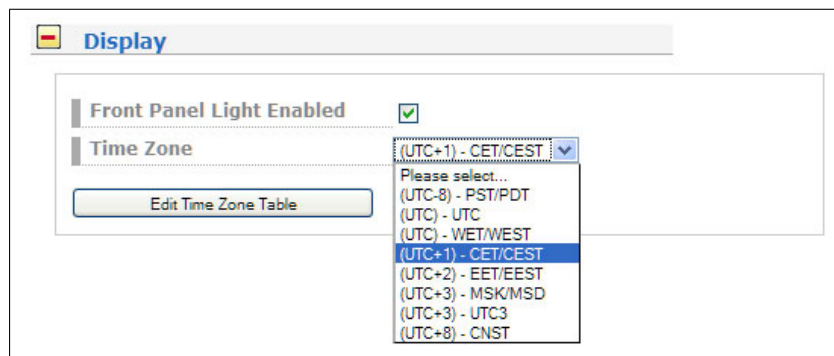 Display
Front Panel Light Enabled
Time Zone
(UTC+1) - CET/CEST
Please select...
(UTC-8) - PST/PDT
(UTC) - UTC
(UTC) - WET/WEST
(UTC+1) - CET/CEST
(UTC+2) - EET/EEST
(UTC+3) - MSK/MSD
(UTC+3) - UTC3
(UTC+8) - CNST
Edit Time Zone Table